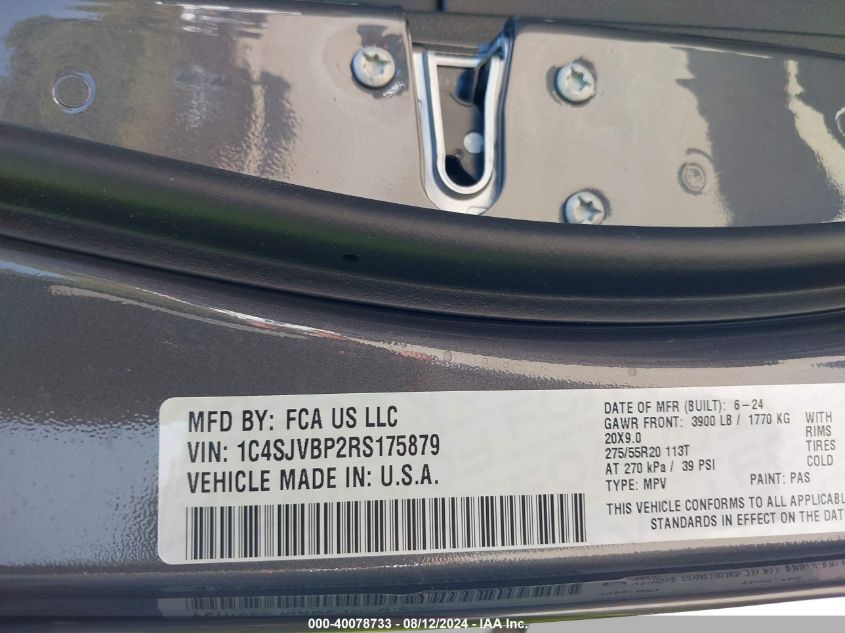 MFD BY: FCA US LLC
VIN: 1C4SJVBP2RS175879
VEHICLE MADE IN: U.S.A.
DATE OF MFR (BUILT): 6-24
GAWR FRONT: 3900 LB / 1770 KG WITH
20X9.0 RIMS
275/55R20 113T TIRES
AT 270 kPa / 39 PSI COLD
TYPE: MPV PAINT: PAS
THIS VEHICLE CONFORMS TO ALL APPLICABL
STANDARDS IN EFFECT ON THE DAT
000-40078733 - 08/12/2024 - IAA Inc.